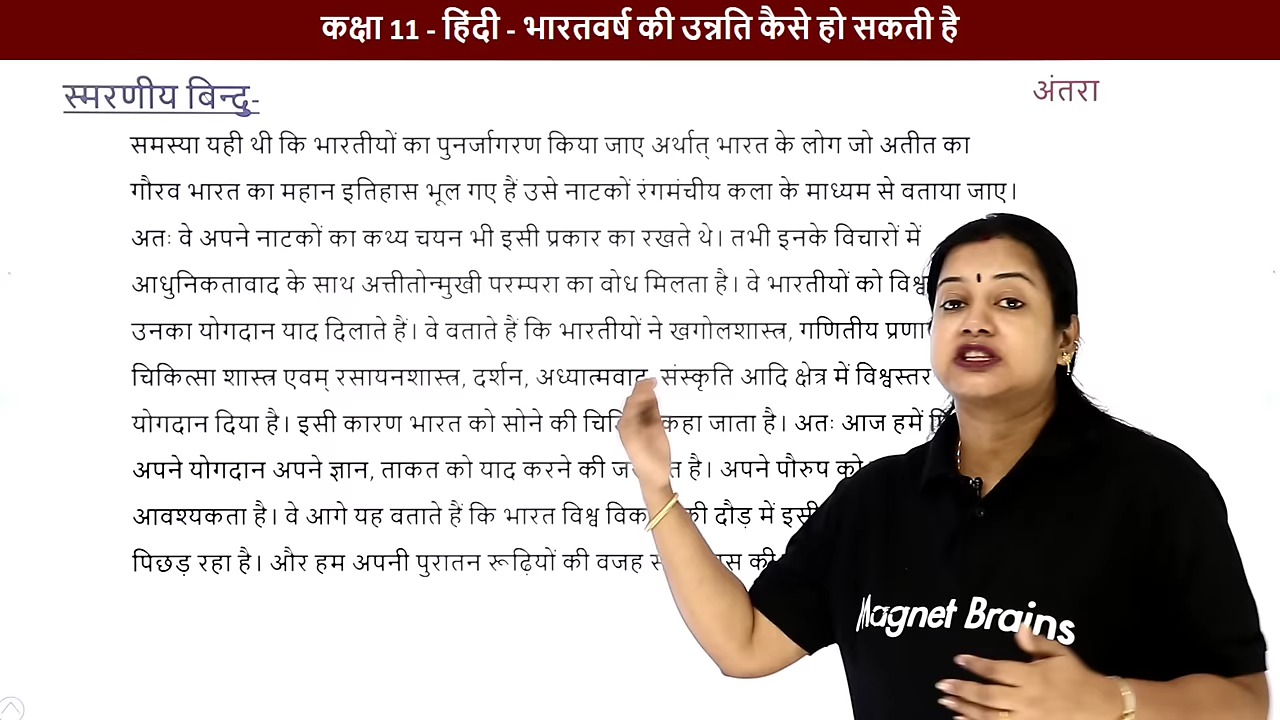 कक्षा 11 - हिंदी - भारतवर्ष की उन्नति कैसे हो सकती है
स्मरणीय बिन्दु-
अंतरा
समस्या यही थी कि भारतीयों का पुनर्जागरण किया जाए अर्थात् भारत के लोग जो अतीत का
गौरव भारत का महान इतिहास भूल गए हैं उसे नाटकों रंगमंचीय कला के माध्यम से वताया जाए।
अतः वे अपने नाटकों का कथ्य चयन भी इसी प्रकार का रखते थे। तभी इनके विचारों में
आधुनिकतावाद के साथ अत्तीतोन्मुखी परम्परा का वोध मिलता है। वे भारतीयों को
उनका योगदान याद दिलाते हैं। वे वताते हैं कि भारतीयों ने खगोलशास्त्र, गणितीय
चिकित्सा शास्त्र एवम् रसायनशास्त्र, दर्शन, अध्यात्मवाद, संस्कृति आदि क्षेत्र में विश्वस्तर
योगदान दिया है। इसी कारण भारत को सोने की कहा जाता है। अतः आज हमें
अपने योगदान अपने ज्ञान, ताकत को याद करने की है। अपने पौरुष को
आवश्यकता है। वे आगे यह वताते हैं कि भारत विश्व की दौड़ में इसी
पिछड़ रहा है। और हम अपनी पुरातन रूढ़ियों की वजह की
Magnet Brains